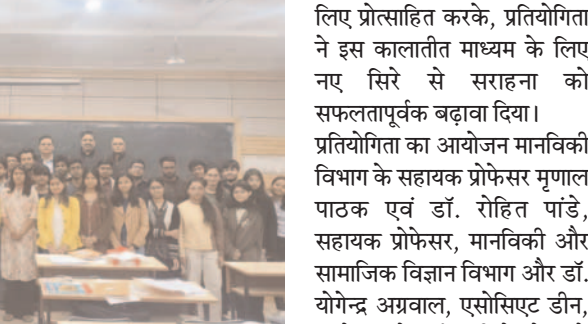 लिए प्रोत्साहित करके, प्रतियोगिता
ने इस कालातीत माध्यम के लिए
नए सिरे से सराहना को
सफलतापूर्वक बढ़ावा दिया।
प्रतियोगिता का आयोजन मानविकी
विभाग के सहायक प्रोफेसर मृणाल
पाठक एवं डॉ. रोहित पांडे,
सहायक प्रोफेसर, मानविकी और
सामाजिक विज्ञान विभाग और डॉ.
योगेन्द्र अग्रवाल, एसोसिएट डीन,